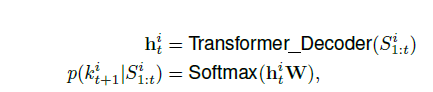 h_t^i = Transformer_Decoder(S_{1:t}^i)
p(k_{t+1}^i|S_{1:t}^i) = Softmax(h_t^i W),